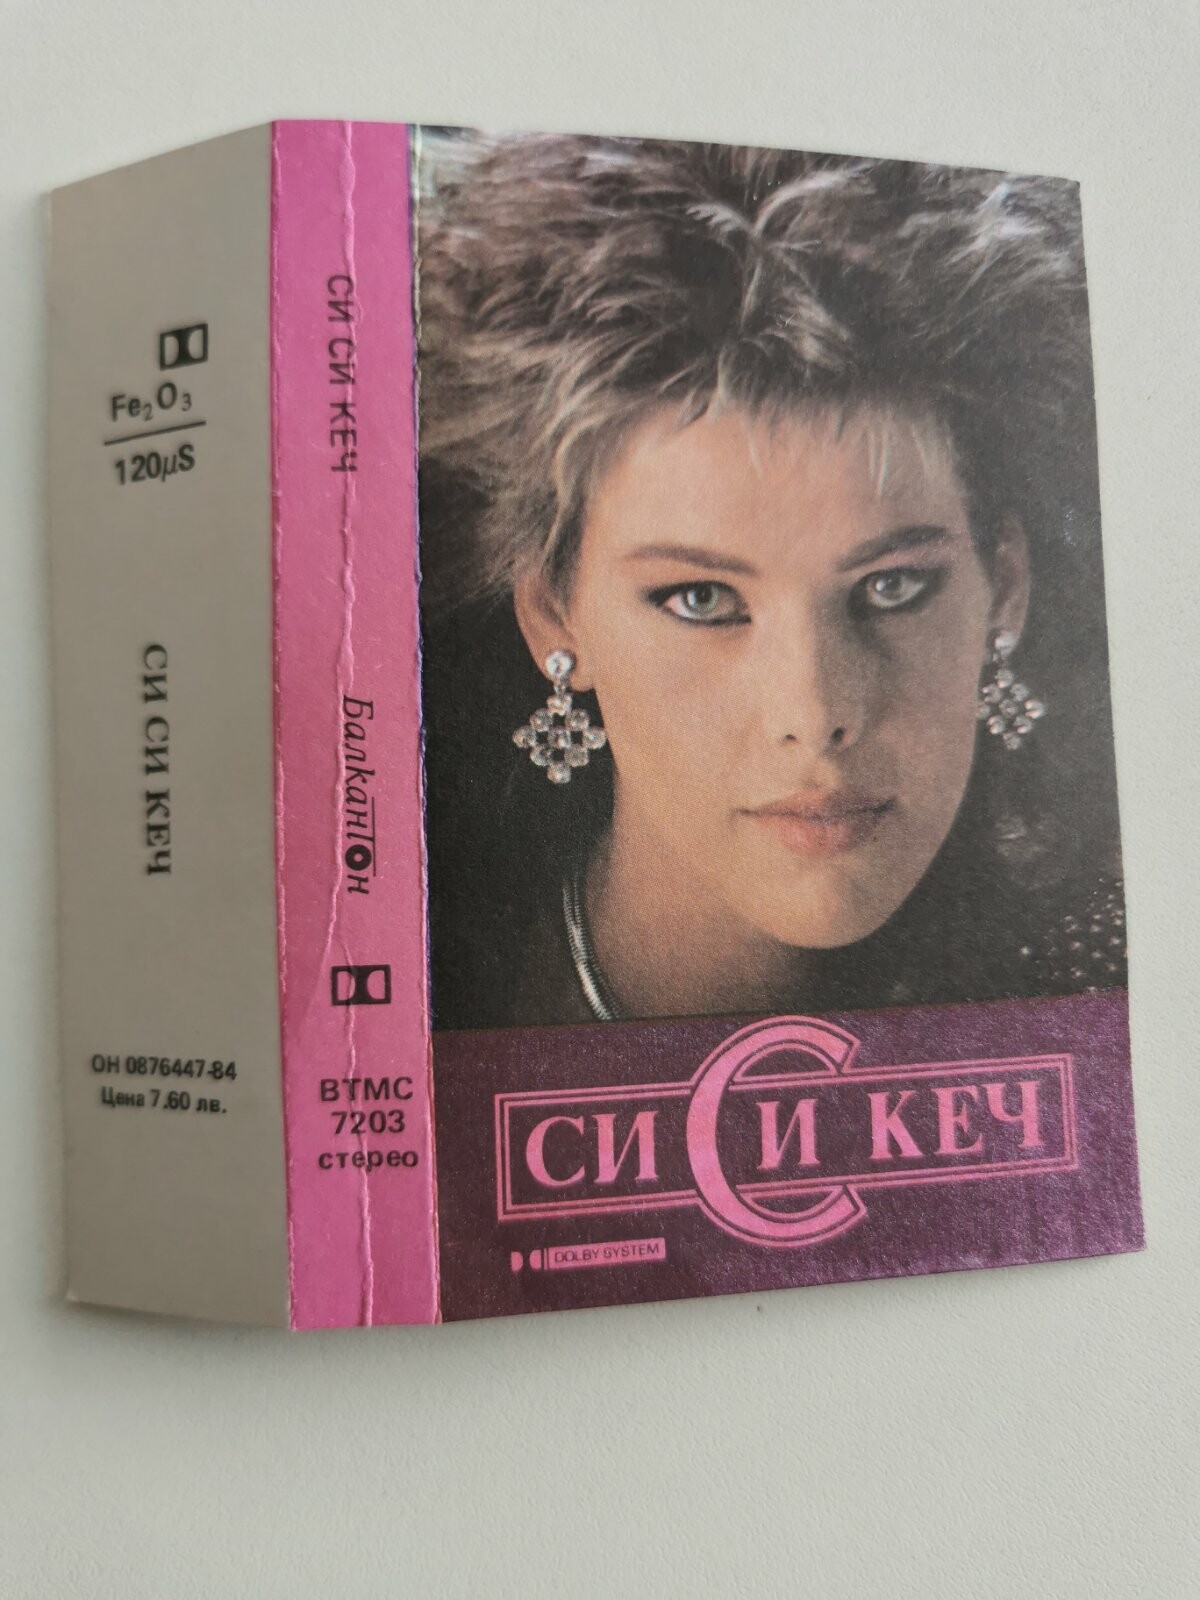 Fe₂O₃
120μS
СИ СИ КЕЧ
ОН 0876447-84
Цена 7.60 лв.
СИ СИ КЕЧ
Балкантон
ВТМС
7203
стерео
СИ СИ КЕЧ
DOLBY SYSTEM